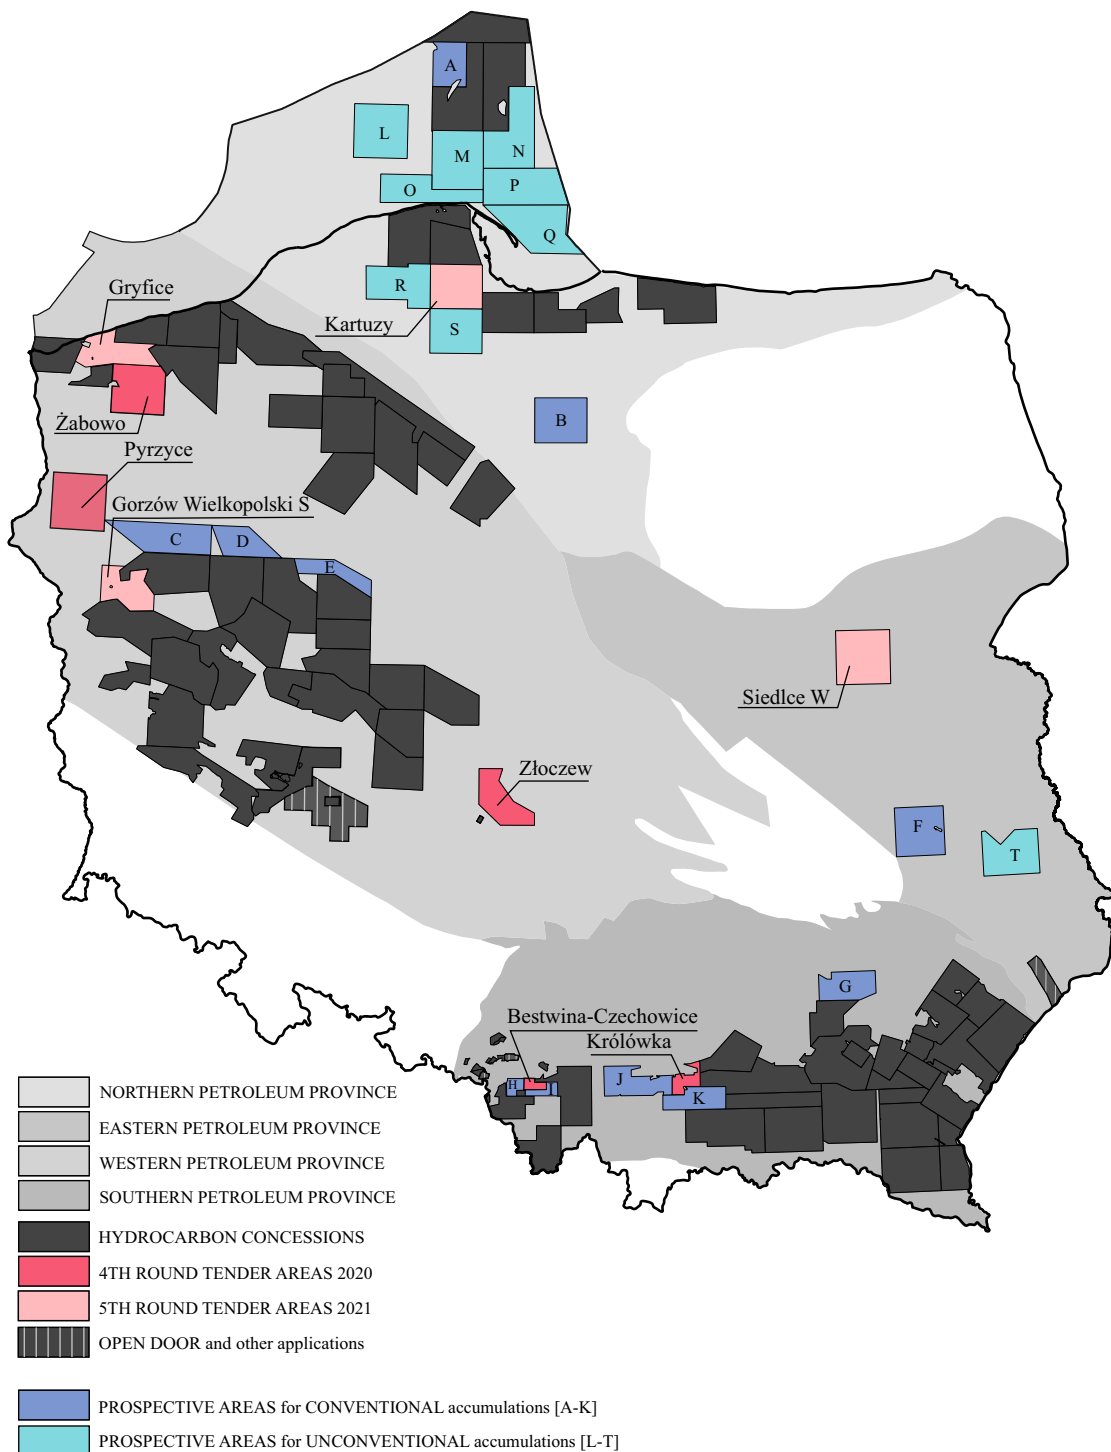 A
L
M
N
O
P
Q
Gryfice
R
Kartuzy
S
Żabowo
B
Pyrzyce
Gorzów Wielkopolski S
C
D
E
Siedlce W
Złoczew
F
T
G
Bestwina-Czechowice
Królówka
H
I
J
K
NORTHERN PETROLEUM PROVINCE
EASTERN PETROLEUM PROVINCE
WESTERN PETROLEUM PROVINCE
SOUTHERN PETROLEUM PROVINCE
HYDROCARBON CONCESSIONS
4TH ROUND TENDER AREAS 2020
5TH ROUND TENDER AREAS 2021
OPEN DOOR and other applications
PROSPECTIVE AREAS for CONVENTIONAL accumulations [A-K]
PROSPECTIVE AREAS for UNCONVENTIONAL accumulations [L-T]